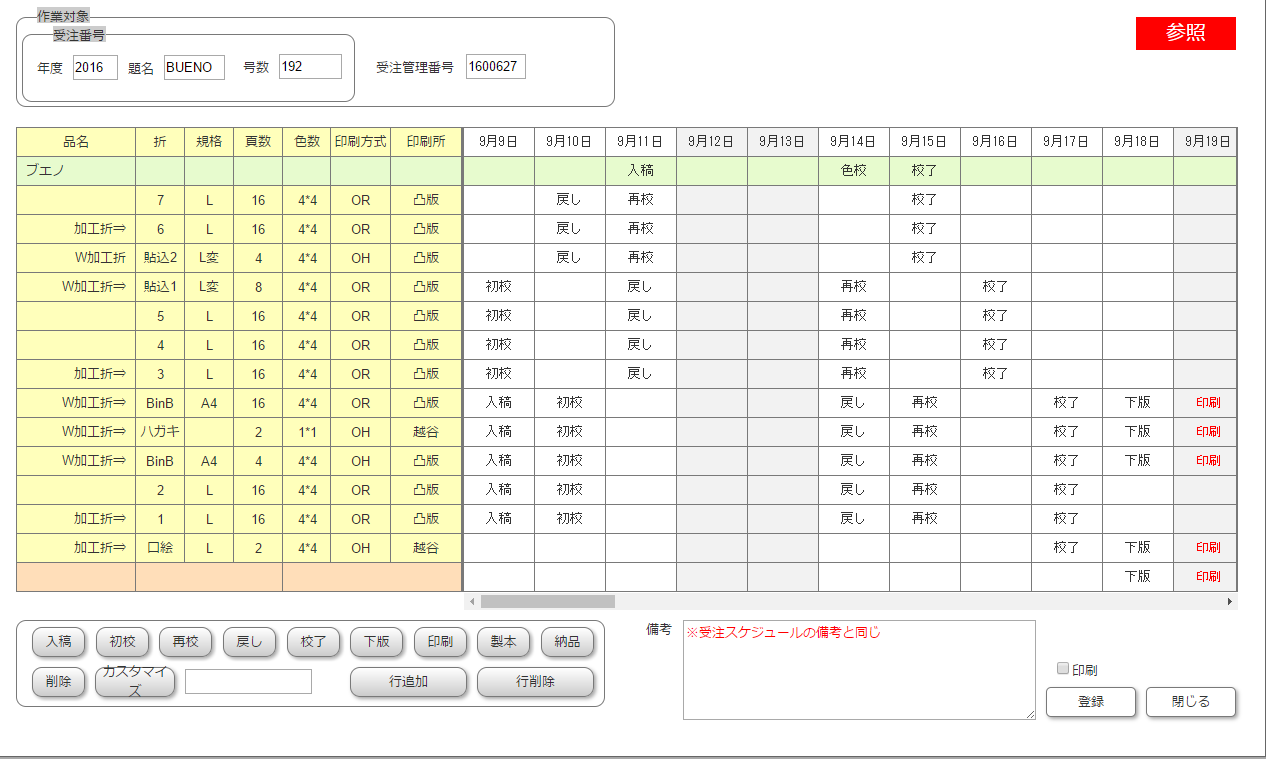 作業対象
参照
受注番号
年度 2016 題名 BUENO 号数 192 受注管理番号 1600627
品名 折 規格 頁数 色数 印刷方式 印刷所 9月9日 9月10日 9月11日 9月12日 9月13日 9月14日 9月15日 9月16日 9月17日 9月18日 9月19日
ブエノ 入稿 色校 校了
7 L 16 4*4 OR 凸版 戻し 再校 校了
加工折⇒ 6 L 16 4*4 OR 凸版 戻し 再校 校了
W加工折 貼込2 L変 4 4*4 OH 凸版 戻し 再校 校了
W加工折⇒ 貼込1 L変 8 4*4 OR 凸版 初校 戻し 再校 校了
5 L 16 4*4 OR 凸版 初校 戻し 再校 校了
4 L 16 4*4 OR 凸版 初校 戻し 再校 校了
加工折⇒ 3 L 16 4*4 OR 凸版 初校 戻し 再校 校了
W加工折⇒ BinB A4 16 4*4 OR 凸版 入稿 初校 戻し 再校 校了 下版 印刷
W加工折⇒ ハガキ 2 1*1 OH 越谷 入稿 初校 戻し 再校 校了 下版 印刷
W加工折⇒ BinB A4 4 4*4 OH 凸版 入稿 初校 戻し 再校 校了 下版 印刷
2 L 16 4*4 OR 凸版 入稿 初校 戻し 再校 校了
加工折⇒ 1 L 16 4*4 OR 凸版 入稿 初校 戻し 再校 校了
加工折⇒ 口絵 L 2 4*4 OH 越谷 校了 下版 印刷
下版 印刷
入稿 初校 再校 戻し 校了 下版 印刷 製本 納品
削除 カスタマイズ 行追加 行削除
備考 ※受注スケジュールの備考と同じ
印刷
登録 閉じる